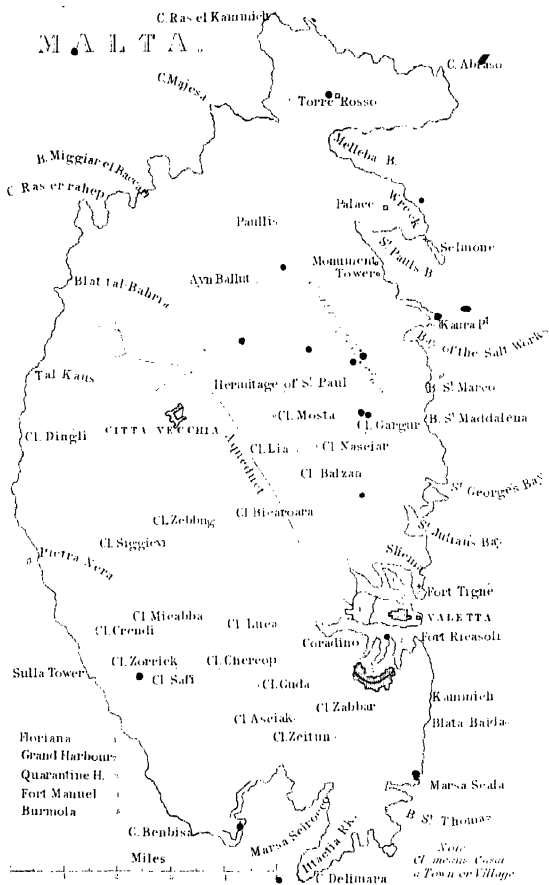 C. Ras el Kammieh
MALTA.
C. Abraso
C. Majesa
Torre Rosso
Melleha B.
B. Miggiar el Baccar
C. Ras er rahep
Palace
Wreck
Paullis
Selmone
St. Pauls B.
Monument
Tower
Ayn Ballut
Blat tal Bahria
Kaura Pt.
B. of the Salt Works
Tal Kaus
Hermitage of St. Paul
B. St. Marco
Cl. Mosta
Cl. Gargur
B. St. Maddalena
CITTA VECCHIA
Cl. Dingli
Cl. Lia
Cl. Nasciar
Aqueduct
Cl. Balzan
St. George's Bay
Cl. Bicarcara
Cl. Zebbug
St. Julian's Bay
Cl. Siggievi
Sliema
Pietra Nera
Fort Tigné
Cl. Micabba
VALETTA
Cl. Luca
Cl. Crendi
Coradino
Fort Ricasoli
Cl. Zorrick
Cl. Chercop
Sulla Tower
Cl. Safi
Cl. Guda
Kammieh
Cl. Zabbar
Cl. Asciak
Blata Baida
Floriana
Cl. Zeitun
Grand Harbour
Quarantine H.
Marsa Scala
Fort Manuel
Burmola
B. St. Thomaz
C. Benbisa
Marsa Scirocco
Miles
C. Delimara
Note
Cl. means Casal
a Town or Village